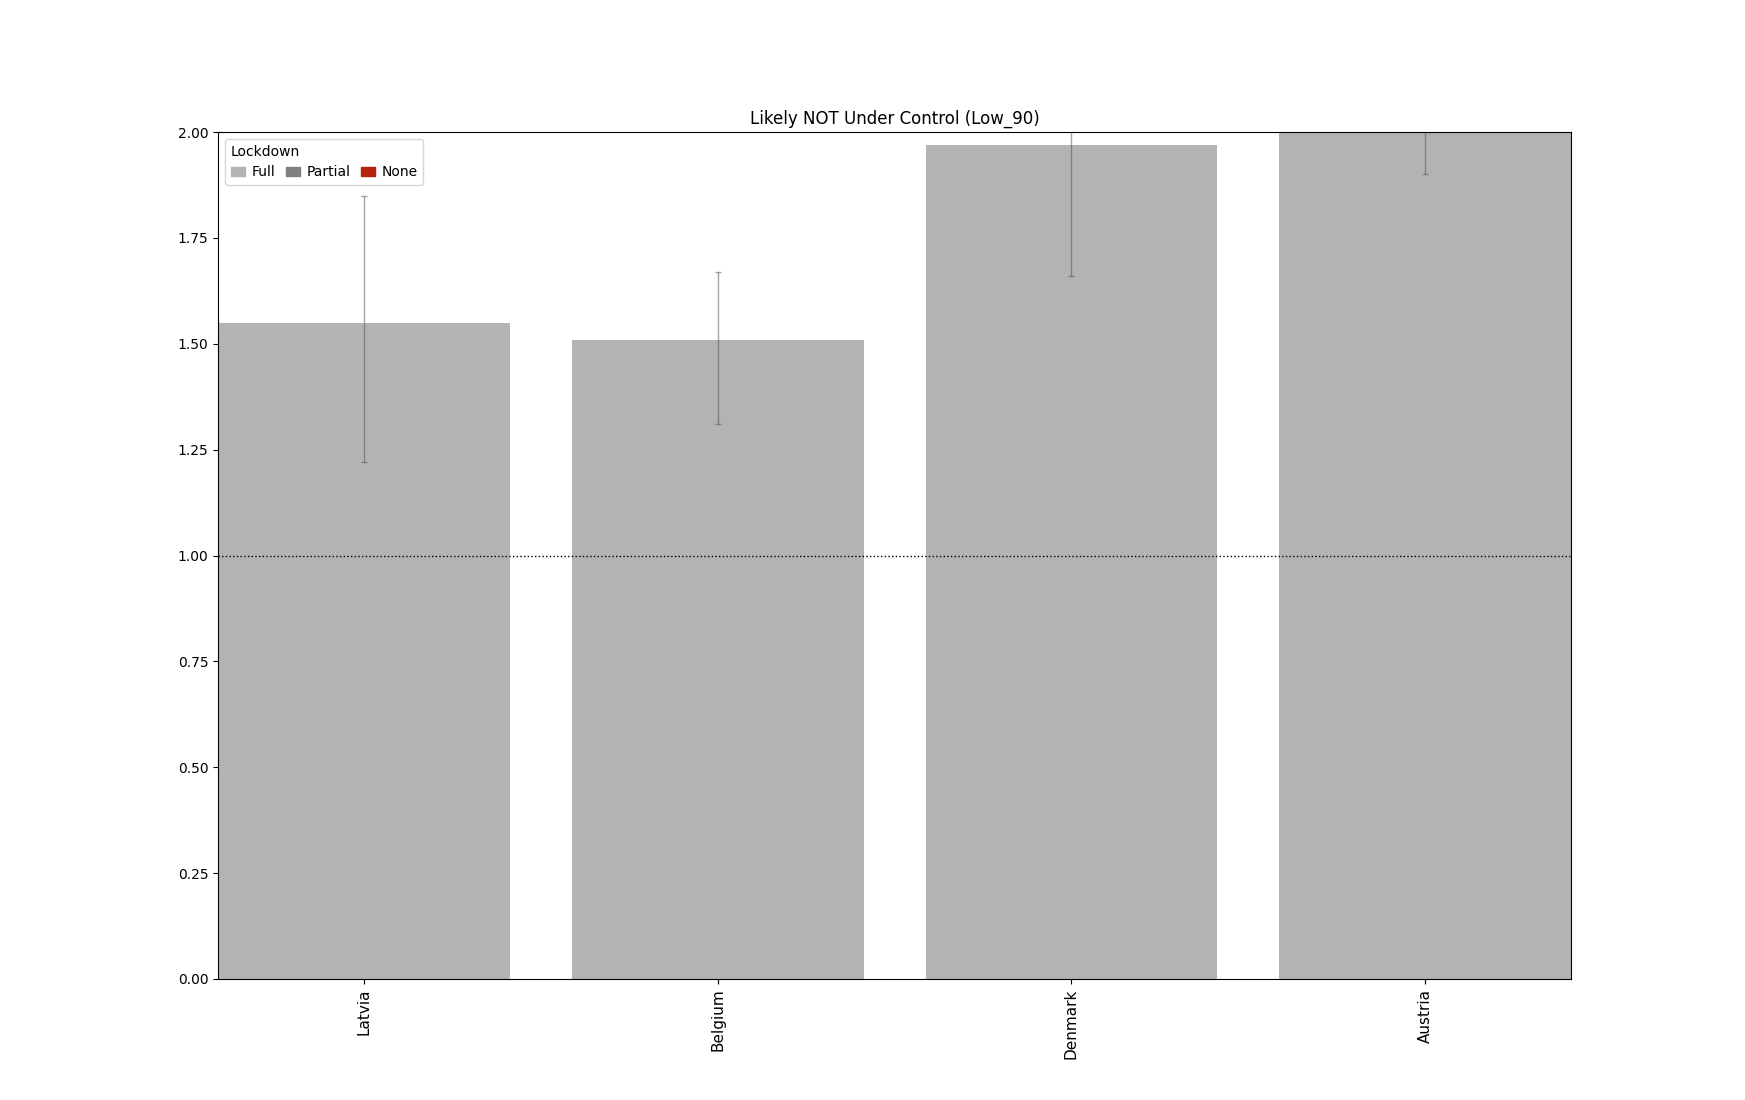 Likely NOT Under Control (Low_90)
2.00
Lockdown
Full Partial None
1.75
1.50
1.25
1.00
0.75
0.50
0.25
0.00
Latvia
Belgium
Denmark
Austria